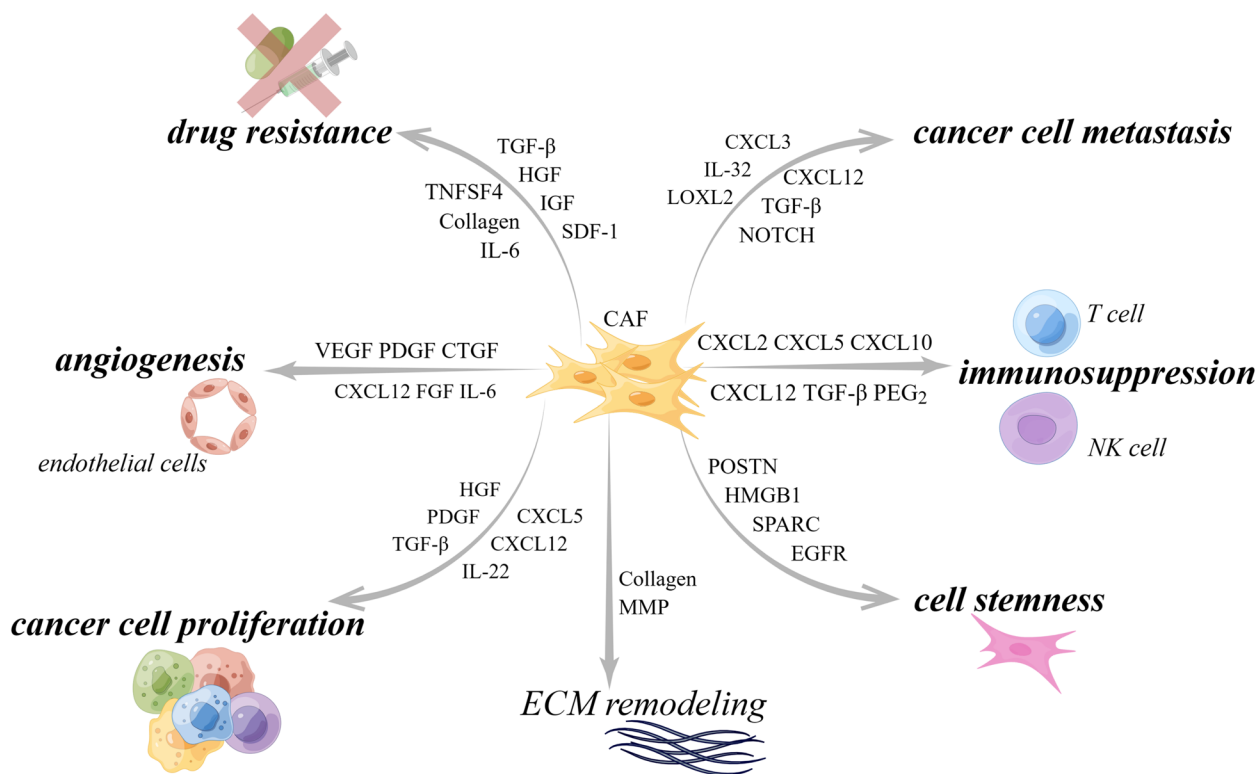 drug resistance
TGF-β
HGF
TNFSF4
IGF
Collagen
SDF-1
IL-6
cancer cell metastasis
CXCL3
IL-32
CXCL12
LOXL2
TGF-β
NOTCH
CAF
angiogenesis
VEGF PDGF CTGF
CXCL12 FGF IL-6
endothelial cells
CXCL2 CXCL5 CXCL10
CXCL12 TGF-β PEG₂
T cell
immunosuppression
NK cell
HGF
PDGF
CXCL5
TGF-β
CXCL12
IL-22
cancer cell proliferation
Collagen
MMP
ECM remodeling
POSTN
HMGB1
SPARC
EGFR
cell stemness